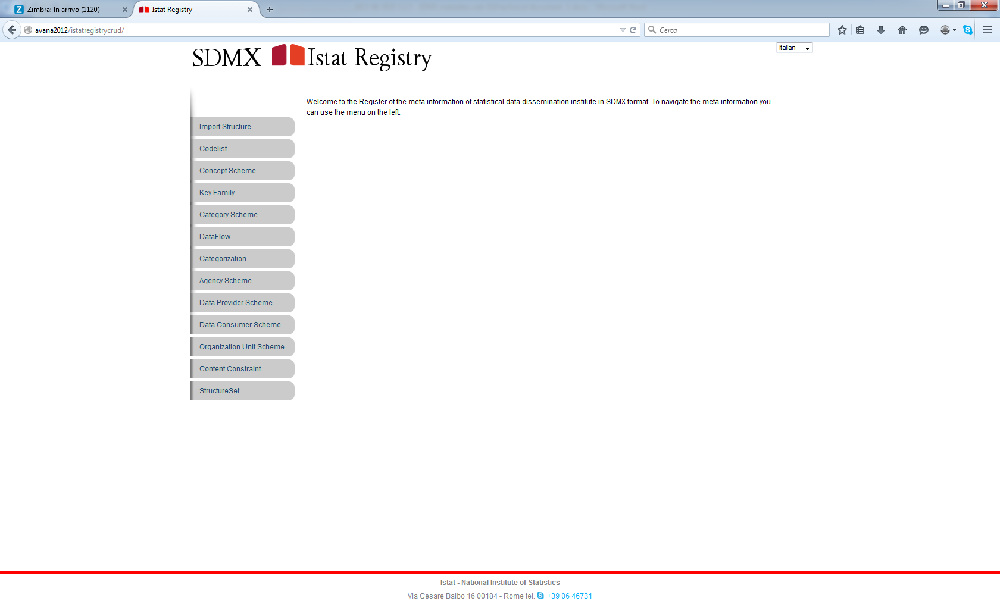 Zimbra: In arrivo (1120)
Istat Registry
avana2012/istatregistrycrud/
Cerca
SDMX Istat Registry
Italian
Welcome to the Register of the meta information of statistical data dissemination institute in SDMX format. To navigate the meta information you
can use the menu on the left.
Import Structure
Codelist
Concept Scheme
Key Family
Category Scheme
DataFlow
Categorization
Agency Scheme
Data Provider Scheme
Data Consumer Scheme
Organization Unit Scheme
Content Constraint
StructureSet
Istat - National Institute of Statistics
Via Cesare Balbo 16 00184 - Rome tel. +39 06 46731